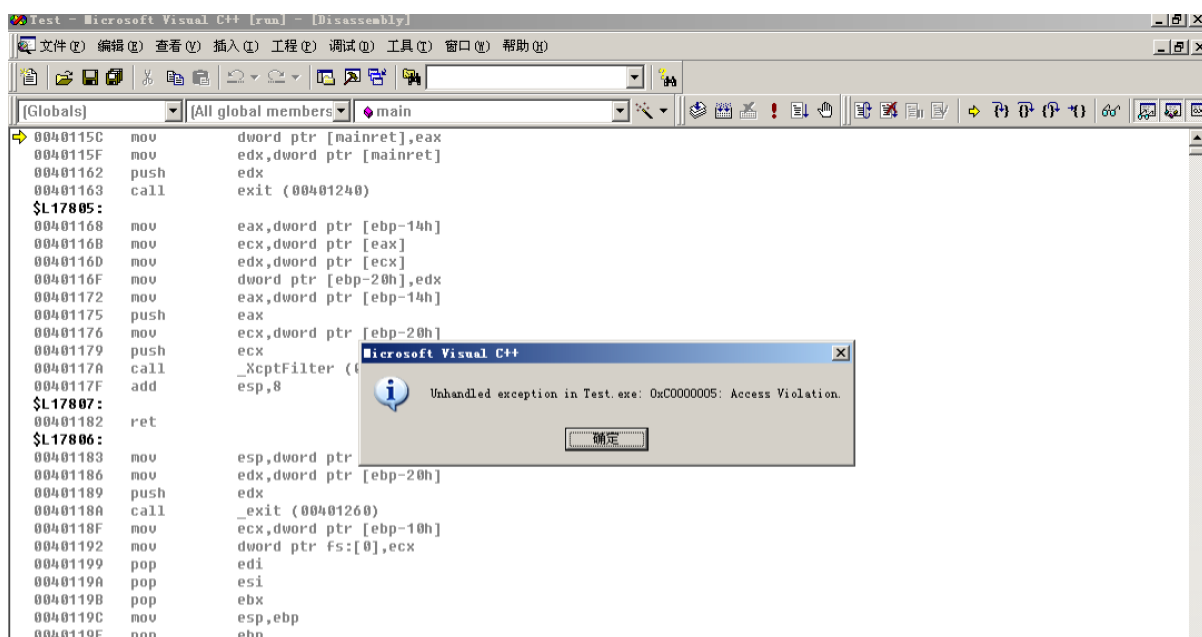 Test - Microsoft Visual C++ [run] - [Disassembly]
文件(F) 编辑(E) 查看(V) 插入(I) 工程(P) 调试(D) 工具(T) 窗口(W) 帮助(H)
(Globals) [All global members main
0040115C mov dword ptr [mainret],eax
0040115F mov edx,dword ptr [mainret]
00401162 push edx
00401163 call exit (00401240)
$L17805:
00401168 mov eax,dword ptr [ebp-14h]
0040116B mov ecx,dword ptr [eax]
0040116D mov edx,dword ptr [ecx]
0040116F mov dword ptr [ebp-20h],edx
00401172 mov eax,dword ptr [ebp-14h]
00401175 push eax
00401176 mov ecx,dword ptr [ebp-20h]
00401179 push ecx
0040117A call _XcptFilter (
0040117F add esp,8
$L17807:
00401182 ret
$L17806:
00401183 mov esp,dword ptr
00401186 mov edx,dword ptr [ebp-20h]
00401189 push edx
0040118A call _exit (00401260)
0040118F mov ecx,dword ptr [ebp-10h]
00401192 mov dword ptr fs:[0],ecx
00401199 pop edi
0040119A pop esi
0040119B pop ebx
0040119C mov esp,ebp
0040119E pop ebp
Microsoft Visual C++
Unhandled exception in Test.exe: 0xC0000005: Access Violation.
确定